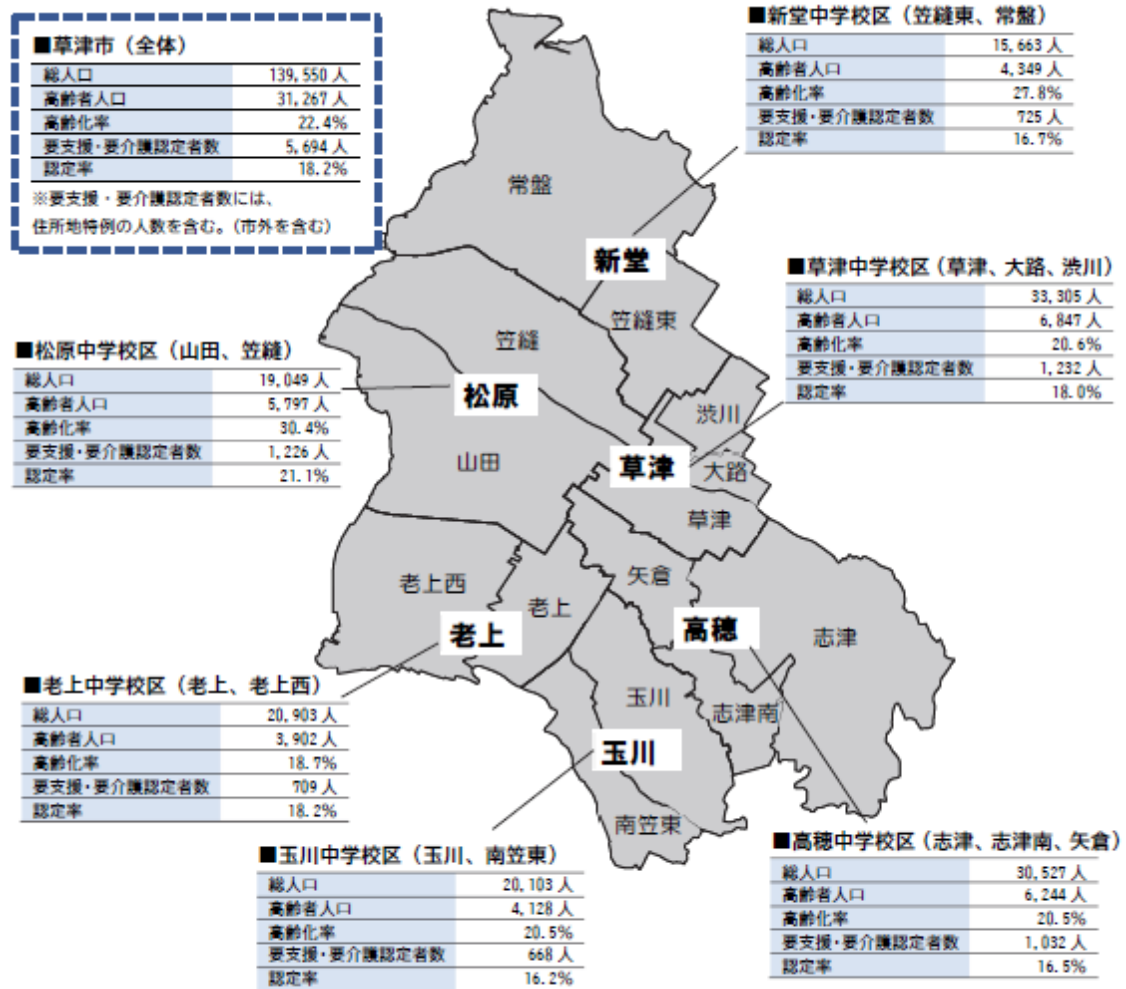 ■草津市（全体）
総人口 139,550 人
高齢者人口 31,267 人
高齢化率 22.4%
要支援・要介護認定者数 5,694 人
認定率 18.2%
※要支援・要介護認定者数には、
住所地特例の人数を含む。（市外を含む）
■新堂中学校区（笠縫東、常盤）
総人口 15,663 人
高齢者人口 4,349 人
高齢化率 27.8%
要支援・要介護認定者数 725 人
認定率 16.7%
■草津中学校区（草津、大路、渋川）
総人口 33,305 人
高齢者人口 6,847 人
高齢化率 20.6%
要支援・要介護認定者数 1,232 人
認定率 18.0%
■松原中学校区（山田、笠縫）
総人口 19,049 人
高齢者人口 5,797 人
高齢化率 30.4%
要支援・要介護認定者数 1,226 人
認定率 21.1%
常盤
新堂
笠縫東
笠縫
松原
渋川
山田
草津
大路
草津
矢倉
老上西
老上
老上
高穂
志津
玉川
志津南
玉川
南笠東
■老上中学校区（老上、老上西）
総人口 20,903 人
高齢者人口 3,902 人
高齢化率 18.7%
要支援・要介護認定者数 709 人
認定率 18.2%
■玉川中学校区（玉川、南笠東）
総人口 20,103 人
高齢者人口 4,128 人
高齢化率 20.5%
要支援・要介護認定者数 668 人
認定率 16.2%
■高穂中学校区（志津、志津南、矢倉）
総人口 30,527 人
高齢者人口 6,244 人
高齢化率 20.5%
要支援・要介護認定者数 1,032 人
認定率 16.5%